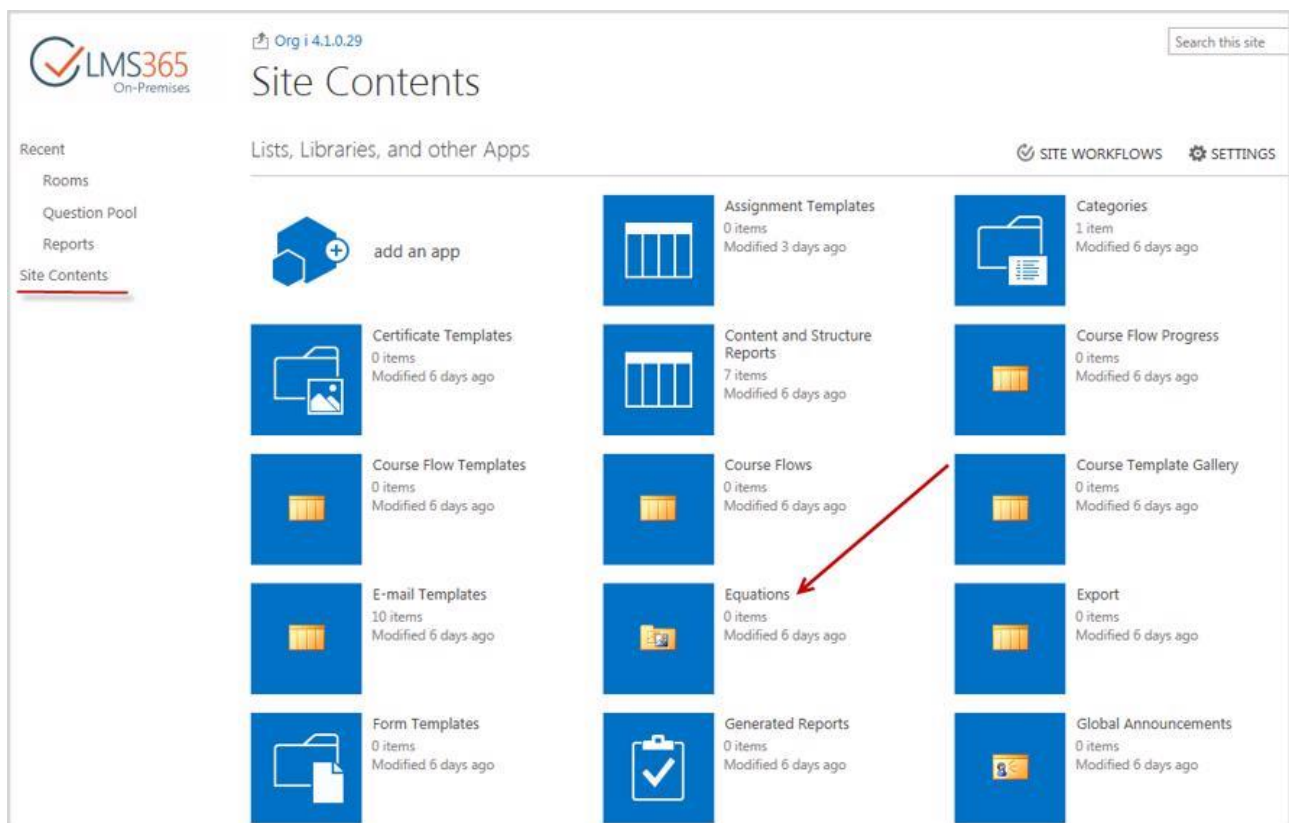 LMS365
On-Premises
Org i 4.1.0.29
Search this site
Site Contents
Recent
Rooms
Question Pool
Reports
Site Contents
Lists, Libraries, and other Apps
SITE WORKFLOWS
SETTINGS
add an app
Assignment Templates
0 items
Modified 3 days ago
Categories
1 item
Modified 6 days ago
Certificate Templates
0 items
Modified 6 days ago
Content and Structure
Reports
7 items
Modified 6 days ago
Course Flow Progress
0 items
Modified 6 days ago
Course Flow Templates
0 items
Modified 6 days ago
Course Flows
0 items
Modified 6 days ago
Course Template Gallery
0 items
Modified 6 days ago
E-mail Templates
10 items
Modified 6 days ago
Equations
0 items
Modified 6 days ago
Export
0 items
Modified 6 days ago
Form Templates
0 items
Modified 6 days ago
Generated Reports
0 items
Modified 6 days ago
Global Announcements
0 items
Modified 6 days ago